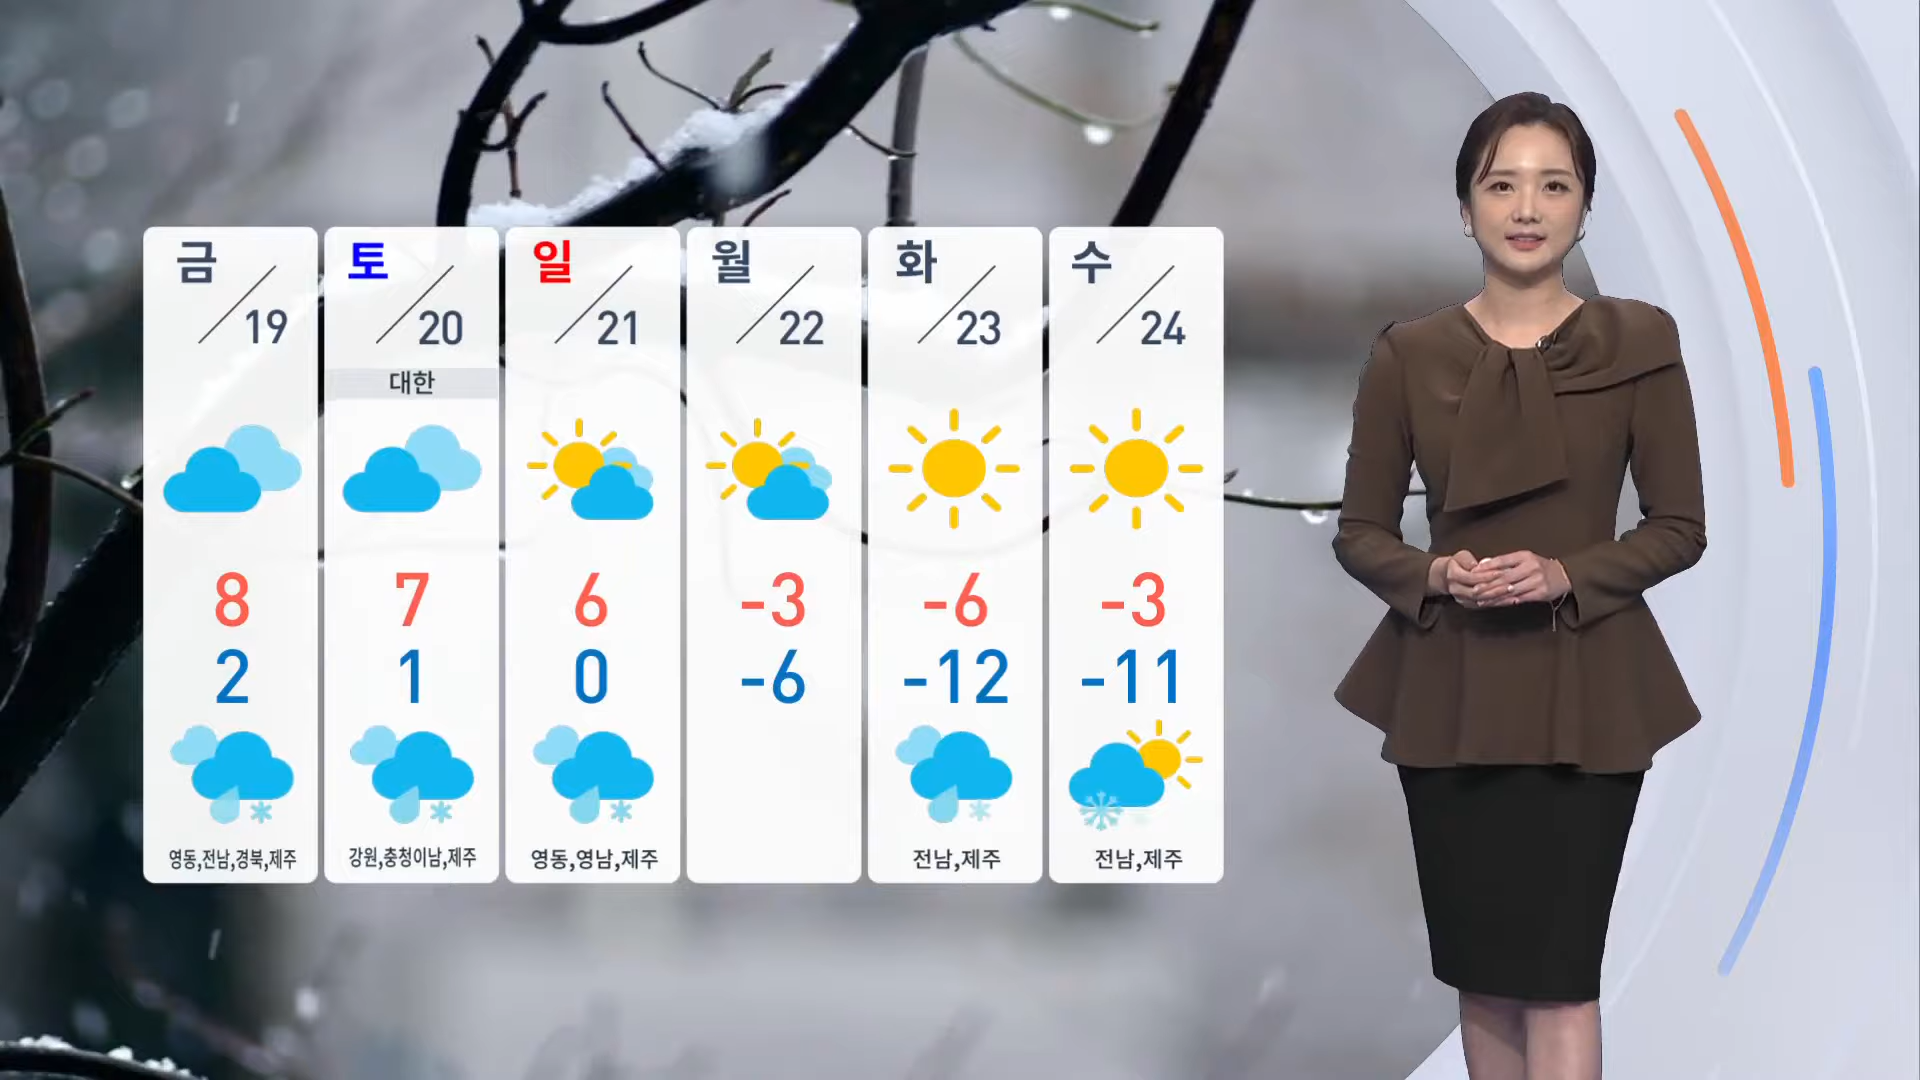 금 19
토 20
일 21
월 22
화 23
수 24
대한
8 7 6 -3 -6 -3
2 1 0 -6 -12 -11
영동,전남,경북,제주
강원,충청이남,제주
영동,영남,제주
전남,제주
전남,제주